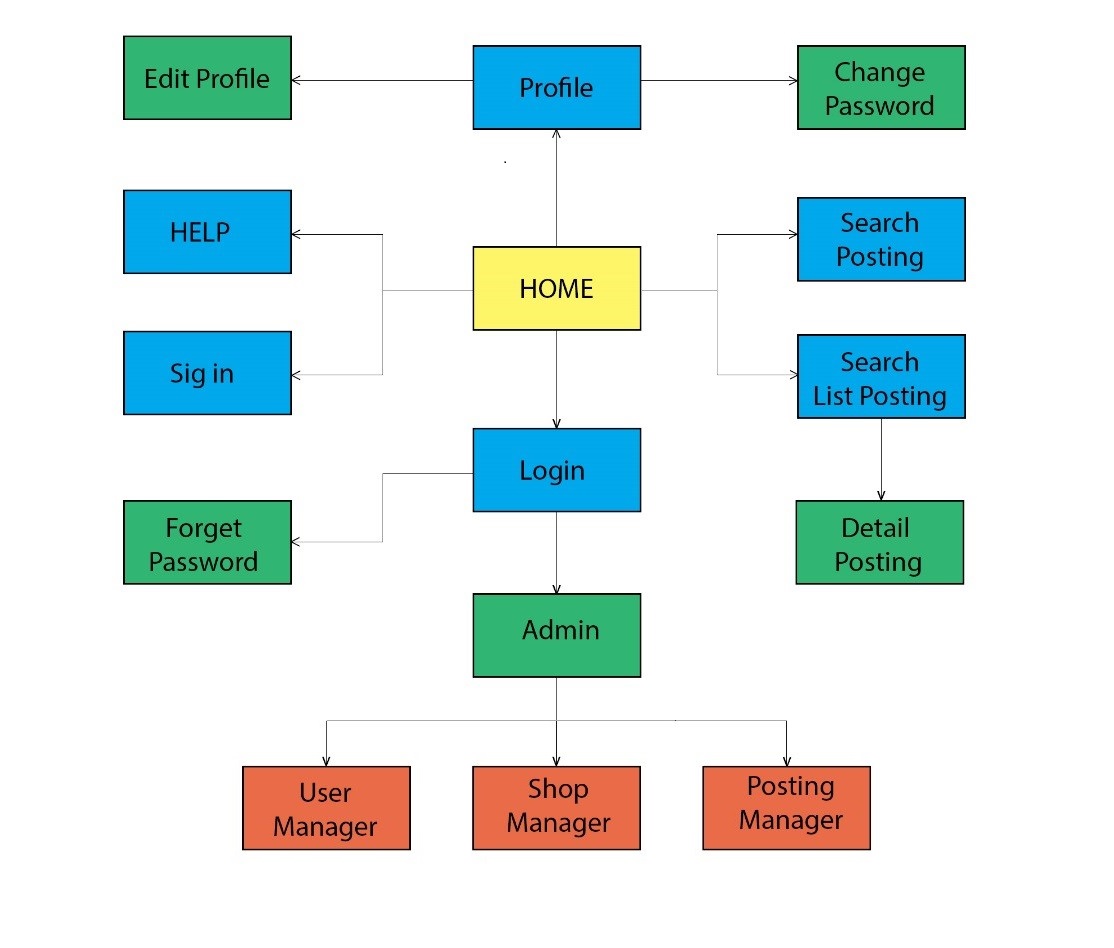 Edit Profile
Profile
Change
Password
HELP
HOME
Search
Posting
Sig in
Search
List Posting
Login
Forget
Password
Detail
Posting
Admin
User
Manager
Shop
Manager
Posting
Manager